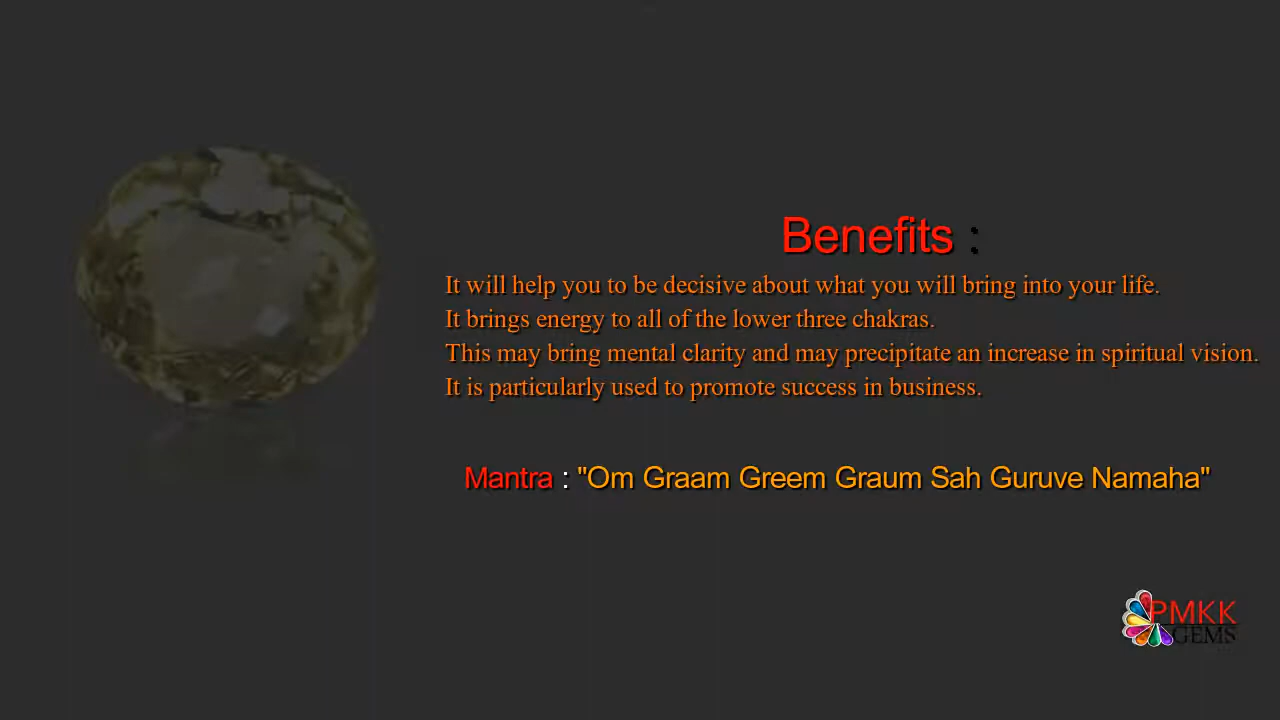 Benefits :
It will help you to be decisive about what you will bring into your life.
It brings energy to all of the lower three chakras.
This may bring mental clarity and may precipitate an increase in spiritual vision.
It is particularly used to promote success in business.
Mantra : "Om Graam Greem Graum Sah Guruve Namaha"
PMKK
GEMS